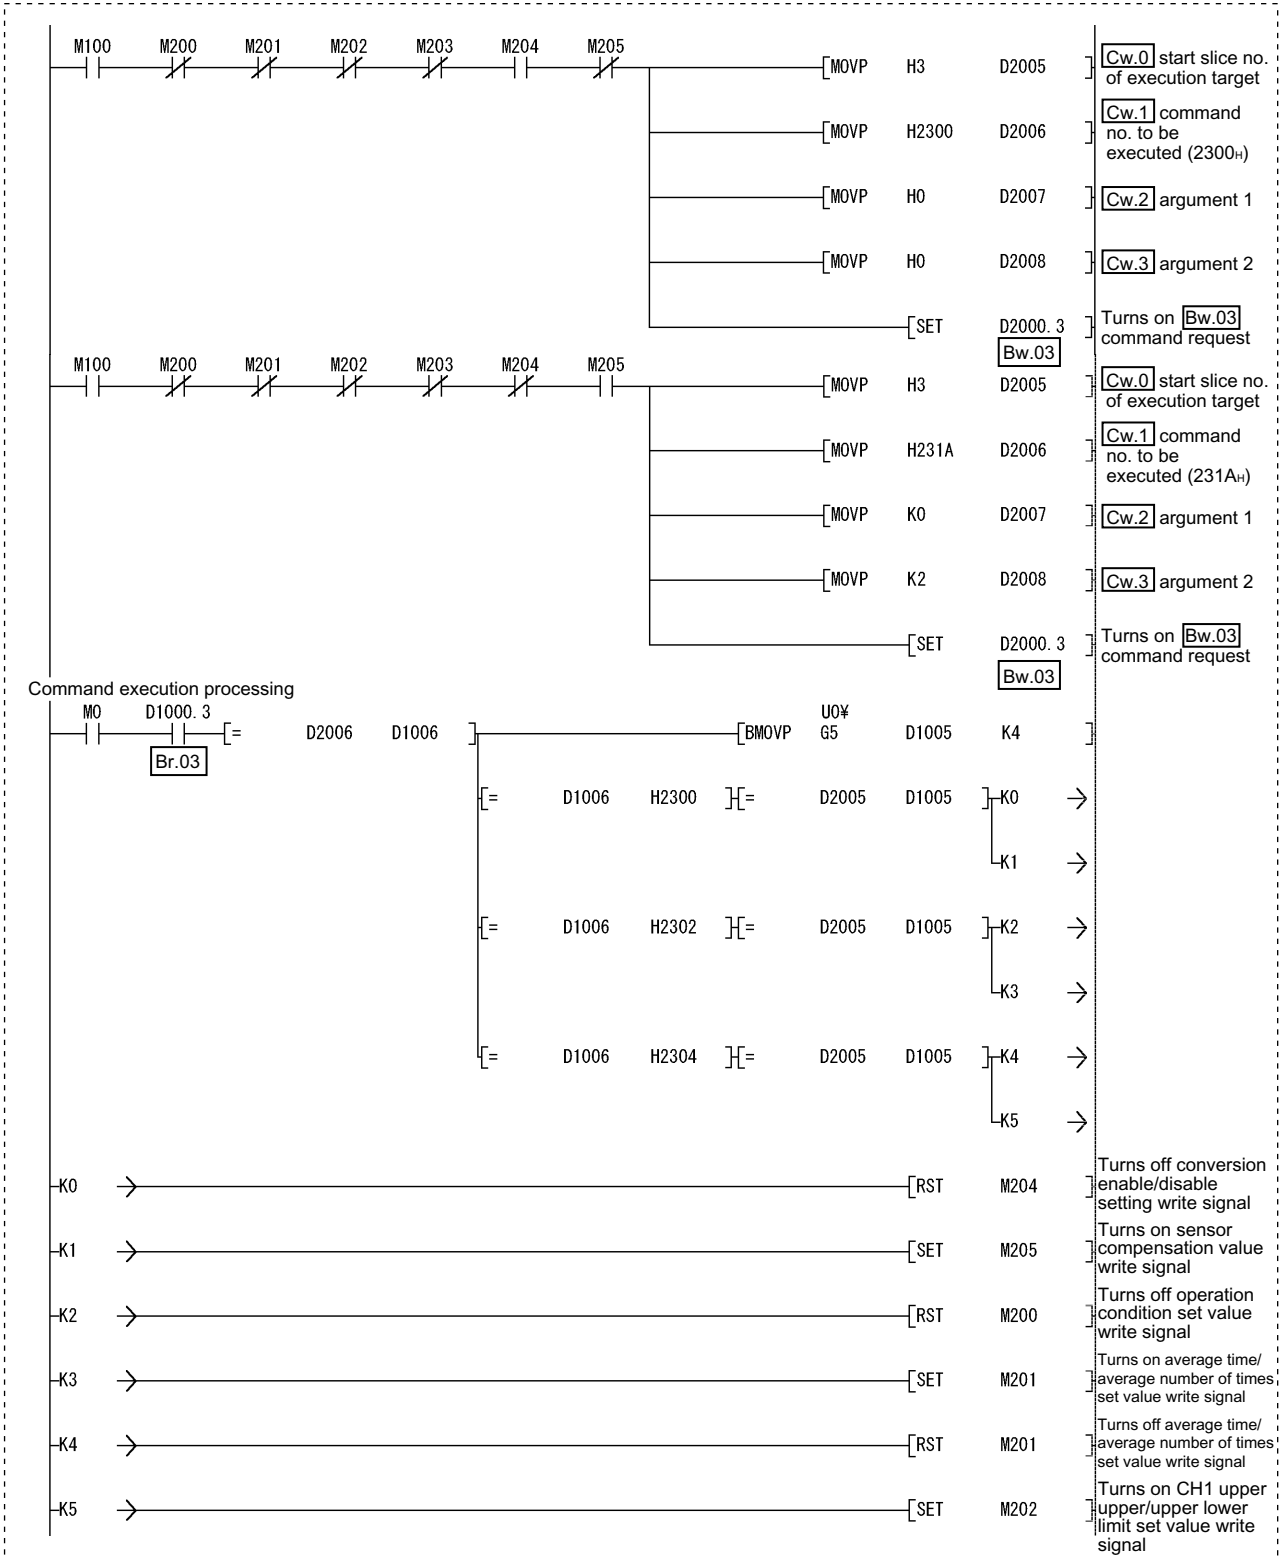 M100 M200 M201 M202 M203 M204 M205
[MOVP H3 D2005 ] Cw.0 start slice no.
of execution target
[MOVP H2300 D2006 ] Cw.1 command
no. to be
executed (2300H)
[MOVP H0 D2007 ] Cw.2 argument 1
[MOVP H0 D2008 ] Cw.3 argument 2
[SET D2000. 3 ] Turns on Bw.03
command request
Bw.03
M100 M200 M201 M202 M203 M204 M205
[MOVP H3 D2005 ] Cw.0 start slice no.
of execution target
[MOVP H231A D2006 ] Cw.1 command
no. to be
executed (231AH)
[MOVP K0 D2007 ] Cw.2 argument 1
[MOVP K2 D2008 ] Cw.3 argument 2
[SET D2000. 3 ] Turns on Bw.03
command request
Bw.03
Command execution processing
M0 D1000. 3 [= D2006 D1006 ] [BMOVP U0¥
G5 D1005 K4 ]
Br.03
[= D1006 H2300 ] [= D2005 D1005 ] K0
K1
[= D1006 H2302 ] [= D2005 D1005 ] K2
K3
[= D1006 H2304 ] [= D2005 D1005 ] K4
K5
K0 [RST M204 ] Turns off conversion
enable/disable
setting write signal
K1 [SET M205 ] Turns on sensor
compensation value
write signal
K2 [RST M200 ] Turns off operation
condition set value
write signal
K3 [SET M201 ] Turns on average time/
average number of times
set value write signal
K4 [RST M201 ] Turns off average time/
average number of times
set value write signal
K5 [SET M202 ] Turns on CH1 upper
upper/upper lower
limit set value write
signal